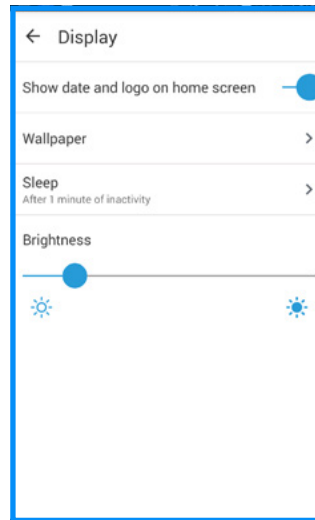 Display
Show date and logo on home screen
Wallpaper
Sleep
After 1 minute of inactivity
Brightness